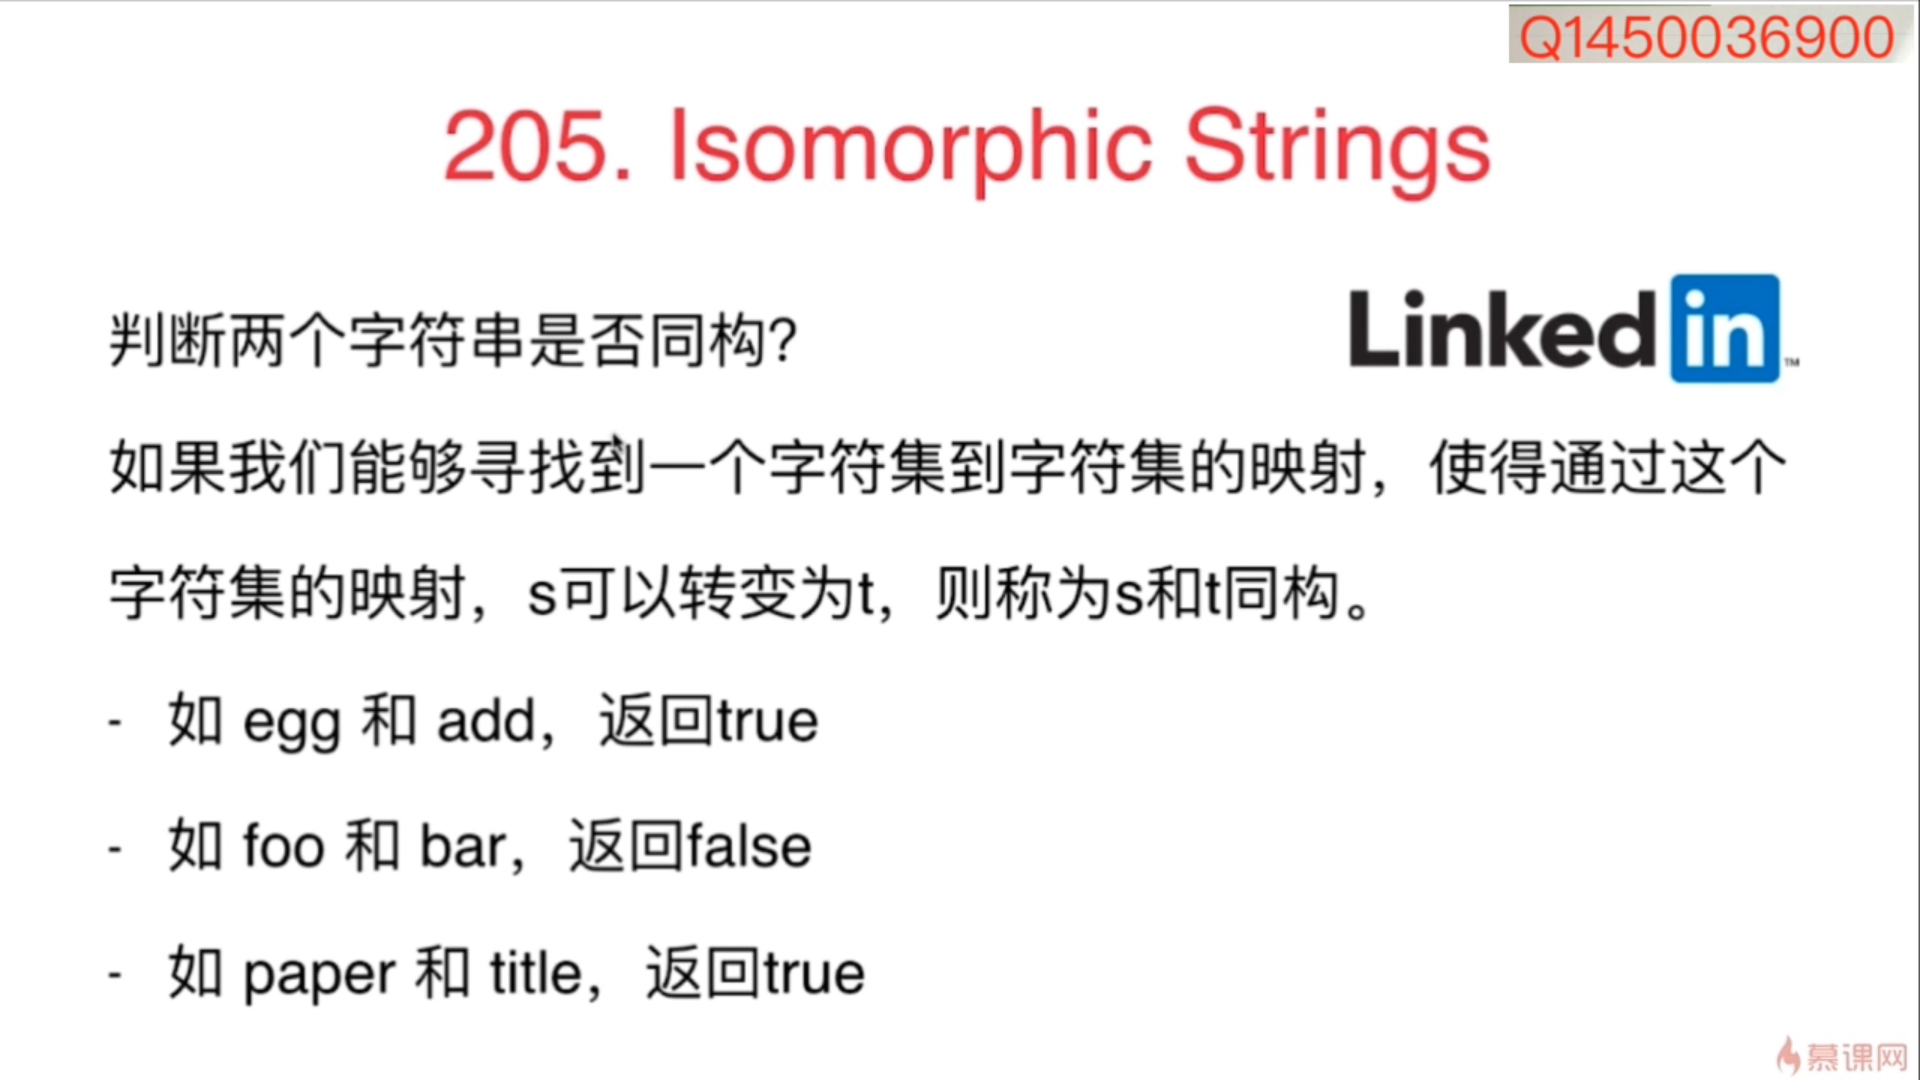 Q1450036900
205. Isomorphic Strings
判断两个字符串是否同构?
Linked in ™
如果我们能够寻找到一个字符集到字符集的映射，使得通过这个
字符集的映射，s可以转变为t，则称为s和t同构。
- 如 egg 和 add，返回true
- 如 foo 和 bar，返回false
- 如 paper 和 title，返回true
慕课网